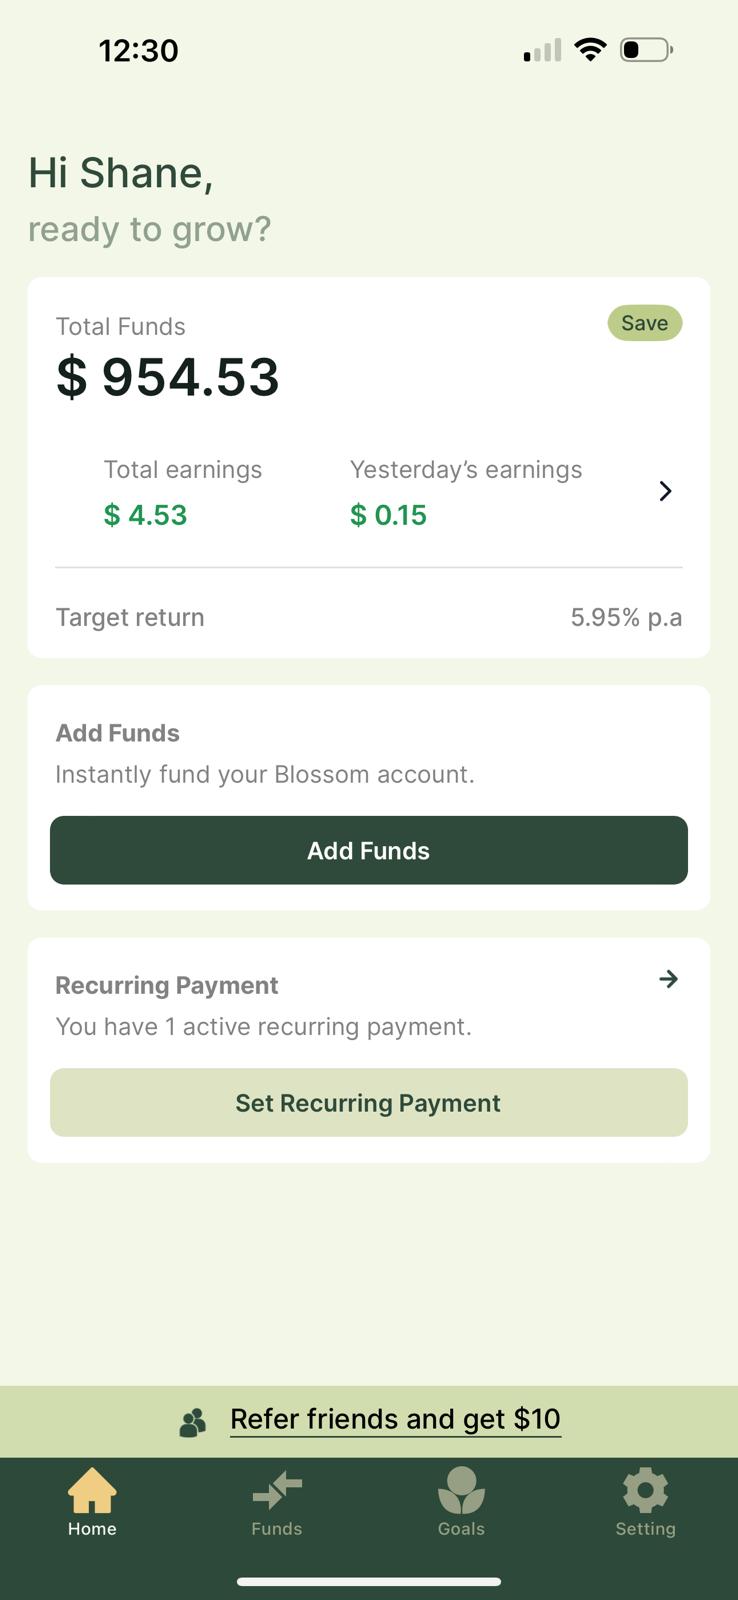 12:30
Hi Shane,
ready to grow?
Total Funds
Save
$ 954.53
Total earnings
Yesterday’s earnings
$ 4.53
$ 0.15
Target return
5.95% p.a
Add Funds
Instantly fund your Blossom account.
Add Funds
Recurring Payment
You have 1 active recurring payment.
Set Recurring Payment
Refer friends and get $10
Home
Funds
Goals
Setting